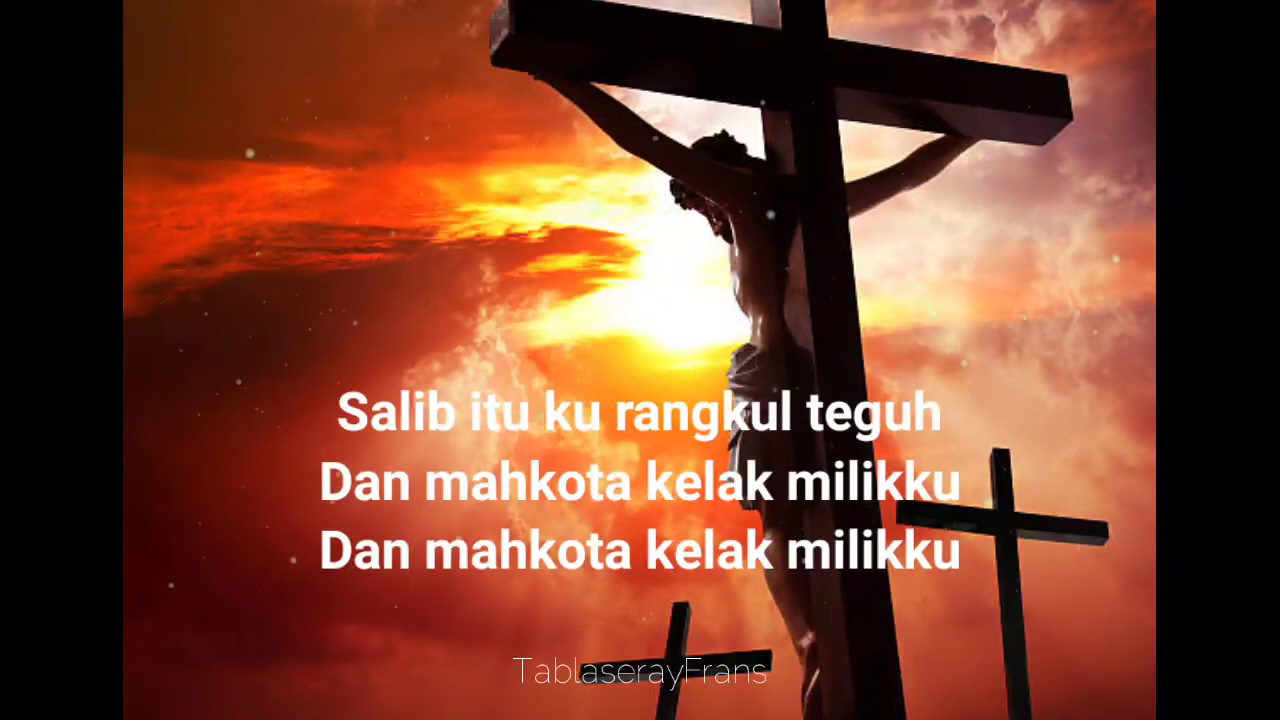 Salib itu ku rangkul teguh
Dan mahkota kelak milikku
Dan mahkota kelak milikku
TablaserayFrans